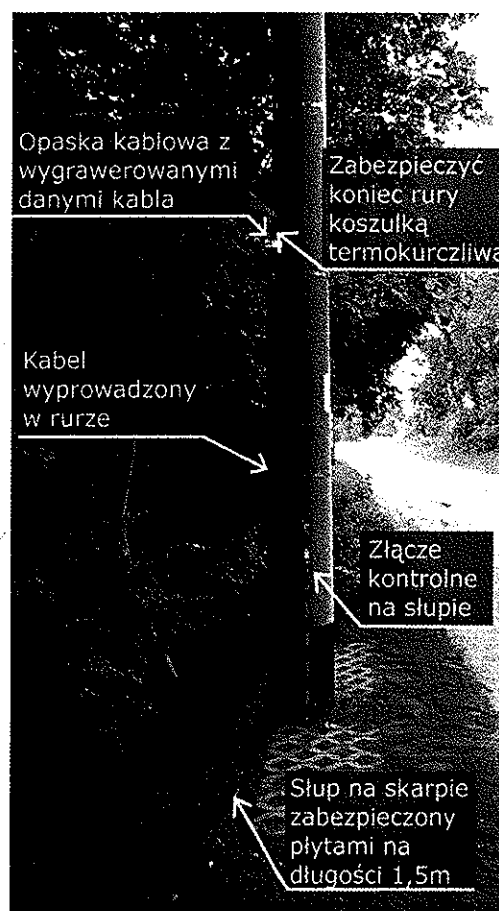 Opaska kablowa z
wygrawerowanymi
danymi kabla
Zabezpieczyć
koniec rury
koszulką
termokurczliwa
Kabel
wyprowadzony
w rurze
Złącze
kontrolne
na słupie
Słup na skarpie
zabezpieczony
płytami na
długości 1,5m